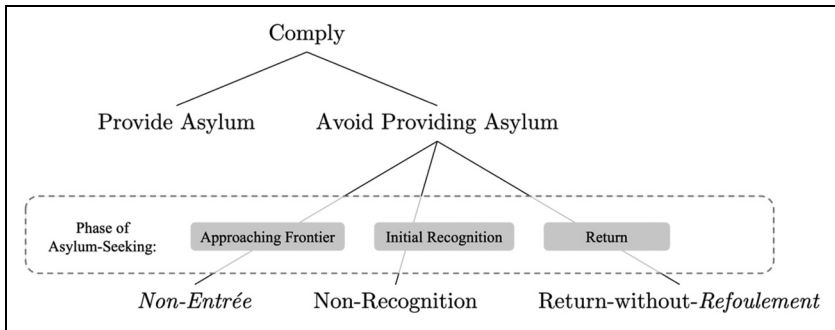 Comply
Provide Asylum
Avoid Providing Asylum
Phase of
Asylum-Seeking:
Approaching Frontier
Initial Recognition
Return
Non-Entrée
Non-Recognition
Return-without-Refoulement